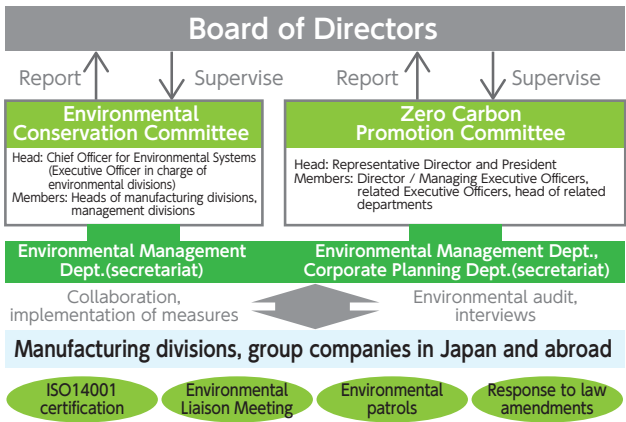 Board of Directors
Report
Supervise
Report
Supervise
Environmental
Conservation Committee
Head: Chief Officer for Environmental Systems
(Executive Officer in charge of
environmental divisions)
Members: Heads of manufacturing divisions,
management divisions
Zero Carbon
Promotion Committee
Head: Representative Director and President
Members: Director / Managing Executive Officers,
related Executive Officers, head of related
departments
Environmental Management
Dept.(secretariat)
Environmental Management Dept.,
Corporate Planning Dept.(secretariat)
Collaboration,
implementation of measures
Environmental audit,
interviews
Manufacturing divisions, group companies in Japan and abroad
ISO14001
certification
Environmental
Liaison Meeting
Environmental
patrols
Response to law
amendments